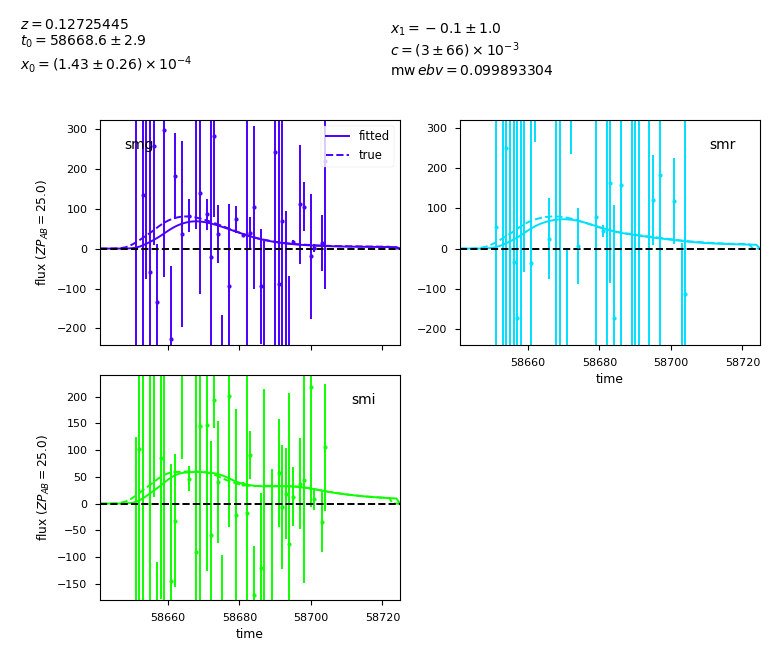 z = 0.12725445
t₀ = 58668.6 ± 2.9
x₀ = (1.43 ± 0.26) × 10⁻⁴
x₁ = −0.1 ± 1.0
c = (3 ± 66) × 10⁻³
mw ebv = 0.099893304
smg
fitted
true
300
200
100
0
−100
−200
flux (ZP_AB = 25.0)
smr
300
200
100
0
−100
−200
58660 58680 58700 58720
time
smi
200
150
100
50
0
−50
−100
−150
flux (ZP_AB = 25.0)
58660 58680 58700 58720
time